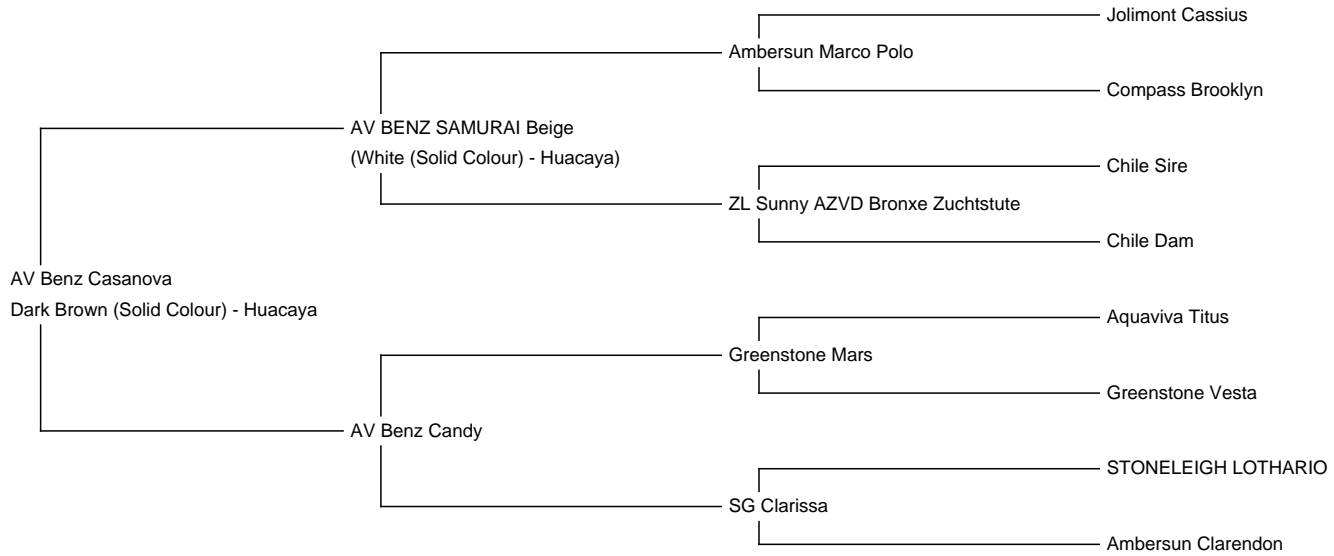 Jolimont Cassius
Ambersun Marco Polo
Compass Brooklyn
AV BENZ SAMURAI Beige
(White (Solid Colour) - Huacaya)
Chile Sire
ZL Sunny AZVD Bronxe Zuchtstute
Chile Dam
AV Benz Casanova
Dark Brown (Solid Colour) - Huacaya
Aquaviva Titus
Greenstone Mars
Greenstone Vesta
AV Benz Candy
STONELEIGH LOTHARIO
SG Clarissa
Ambersun Clarendon